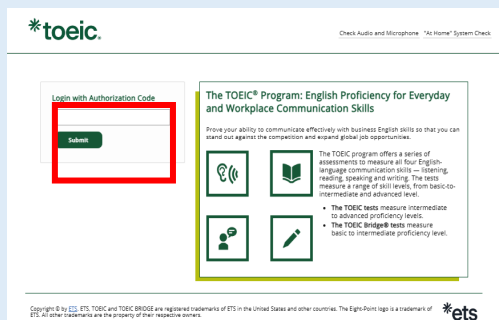 *toeic.
Check Audio and Microphone "At Home" System Check
Login with Authorization Code
Submit
The TOEIC® Program: English Proficiency for Everyday
and Workplace Communication Skills
Prove your ability to communicate effectively with business English skills so that you can
stand out against the competition and expand global job opportunities.
The TOEIC program offers a series of
assessments to measure all four English-
language communication skills — listening,
reading, speaking and writing. The tests
measure a range of skill levels, from basic-to-
intermediate and advanced level.
• The TOEIC tests measure intermediate
to advanced proficiency levels.
• The TOEIC Bridge® tests measure
basic to intermediate proficiency level.
Copyright © by ETS. ETS, TOEIC and TOEIC BRIDGE are registered trademarks of ETS in the United States and other countries. The Eight-Point logo is a trademark of
ETS. All other trademarks are the property of their respective owners.
*ets